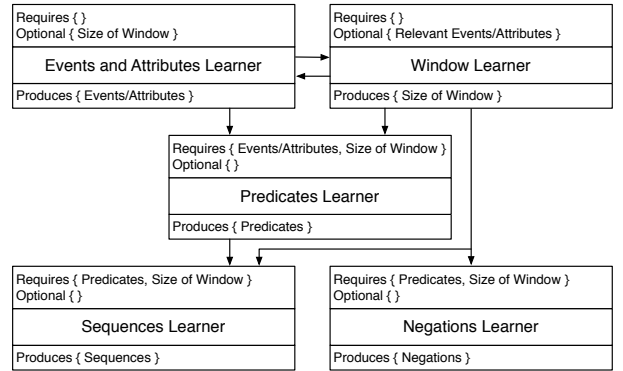 Requires { }
Optional { Size of Window }
Events and Attributes Learner
Produces { Events/Attributes }
Requires { }
Optional { Relevant Events/Attributes }
Window Learner
Produces { Size of Window }
Requires { Events/Attributes, Size of Window }
Optional { }
Predicates Learner
Produces { Predicates }
Requires { Predicates, Size of Window }
Optional { }
Sequences Learner
Produces { Sequences }
Requires { Predicates, Size of Window }
Optional { }
Negations Learner
Produces { Negations }